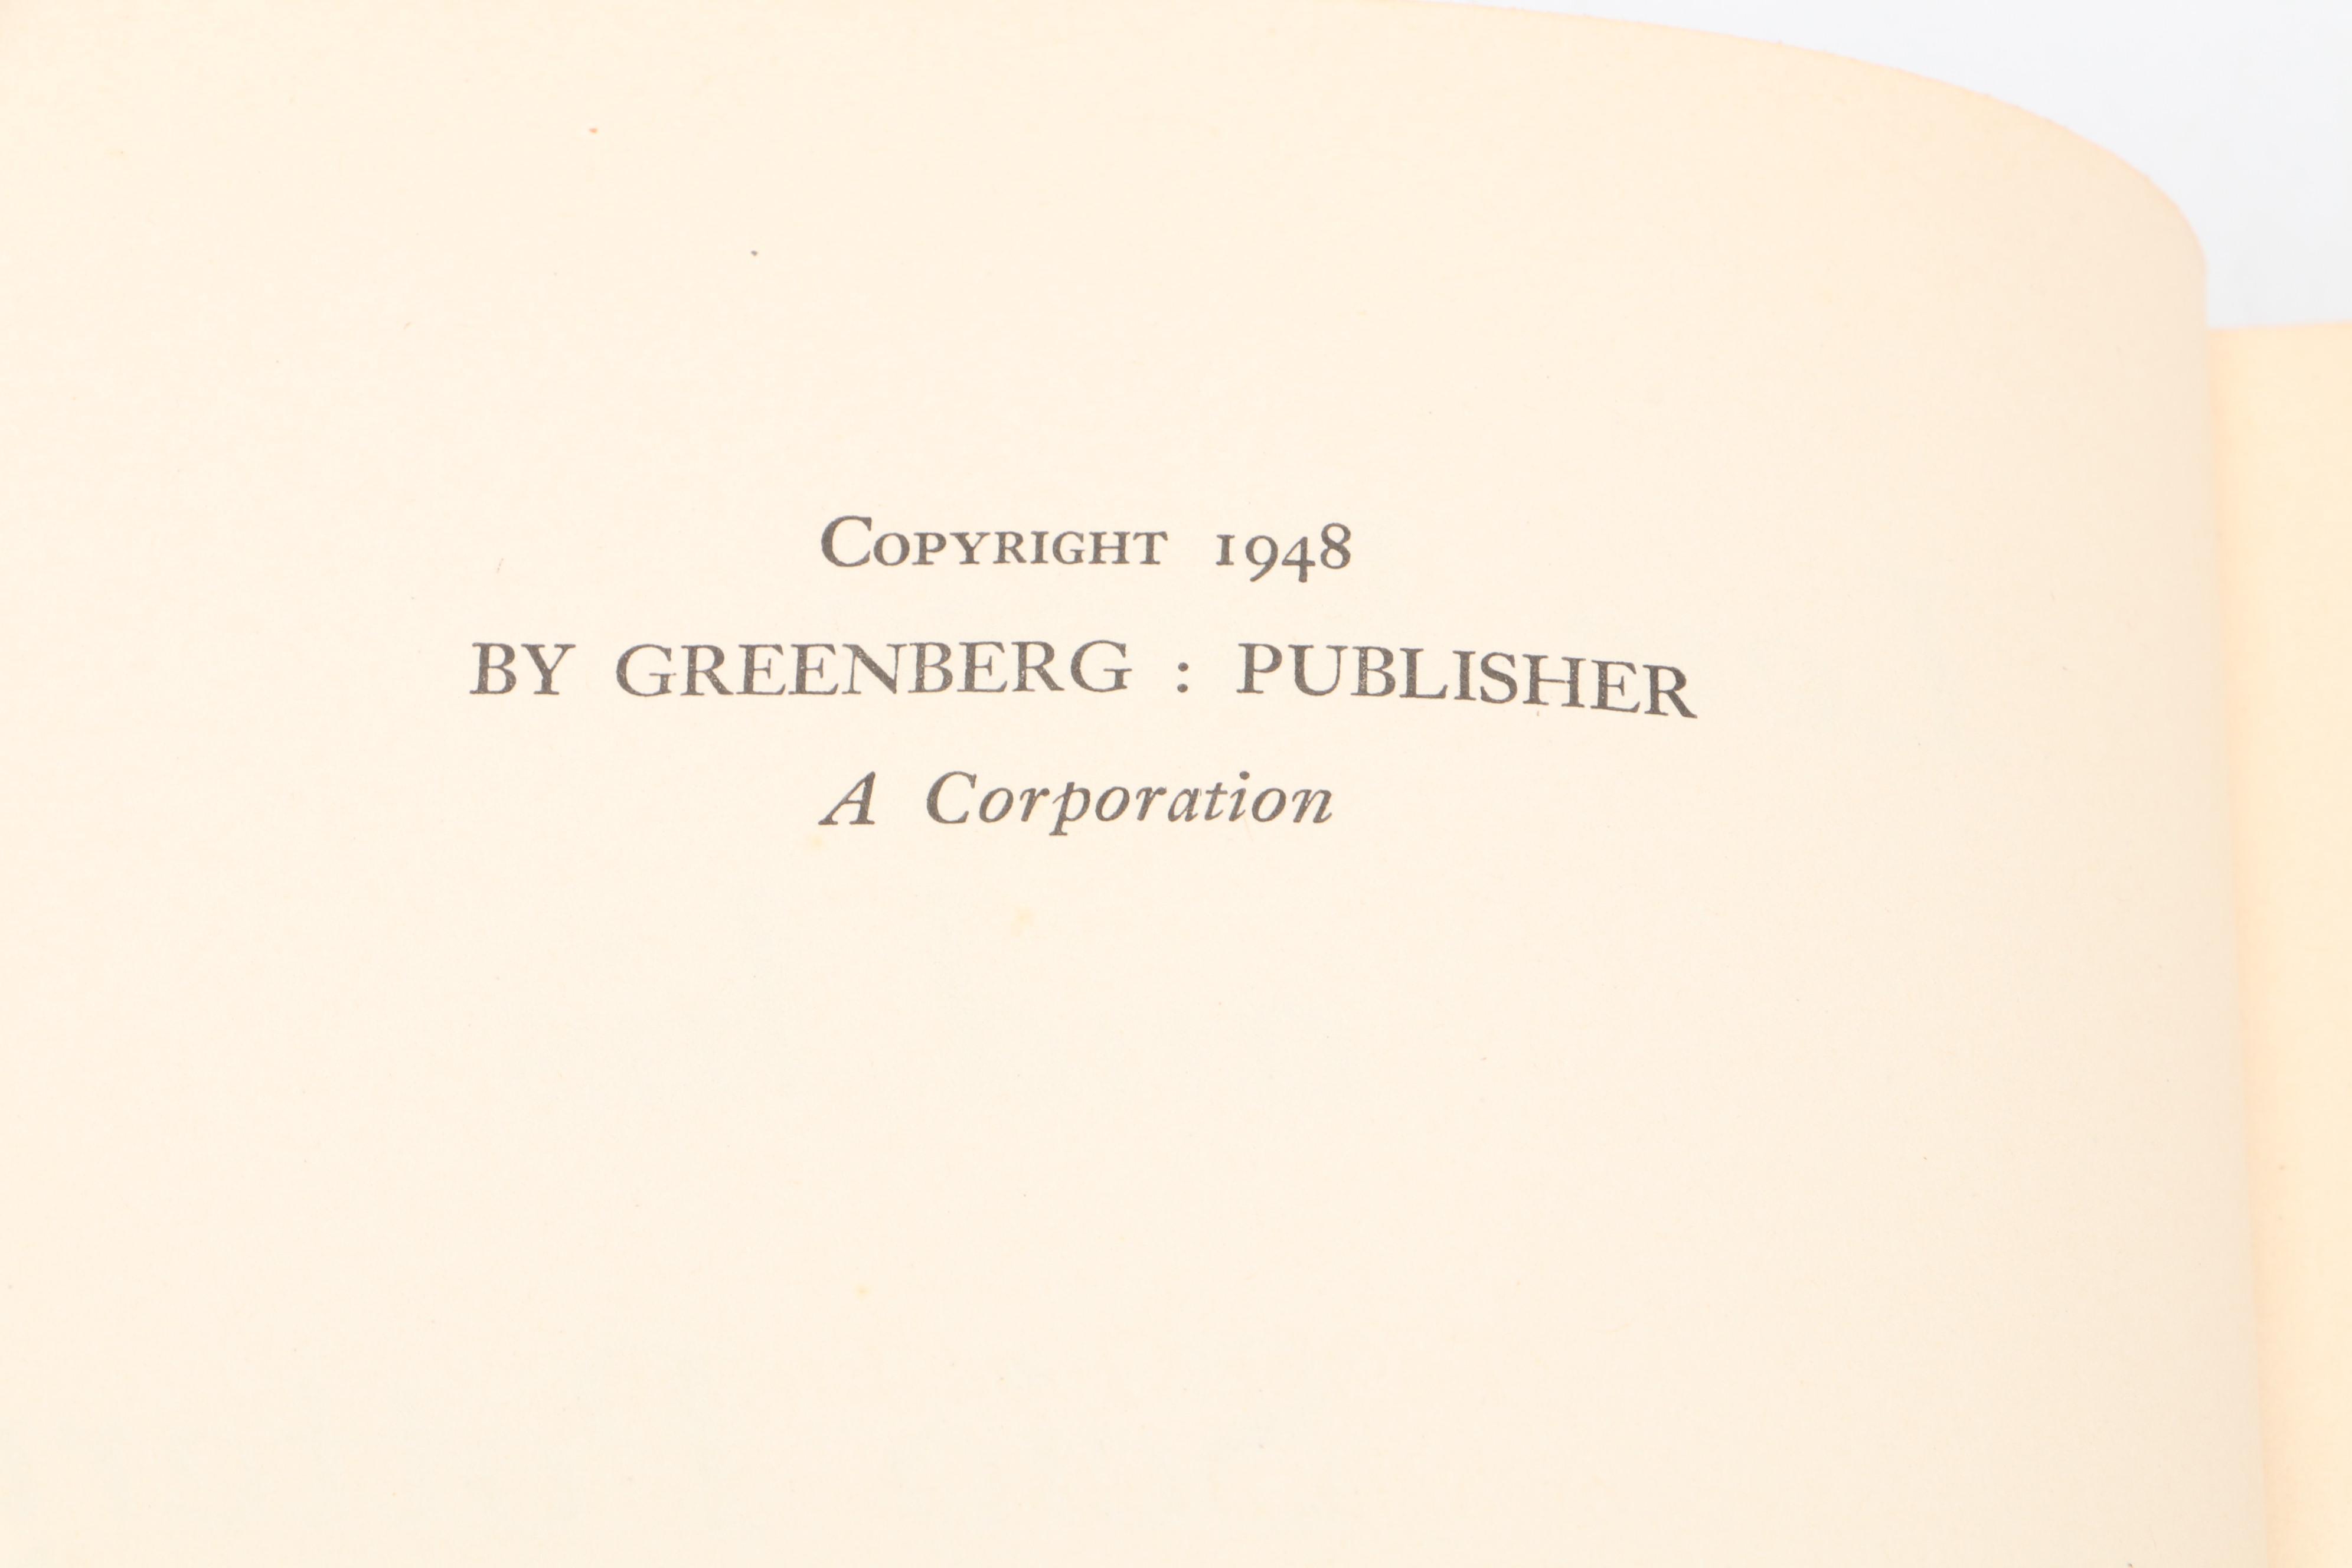 Copyright 1948
BY GREENBERG : PUBLISHER
A Corporation